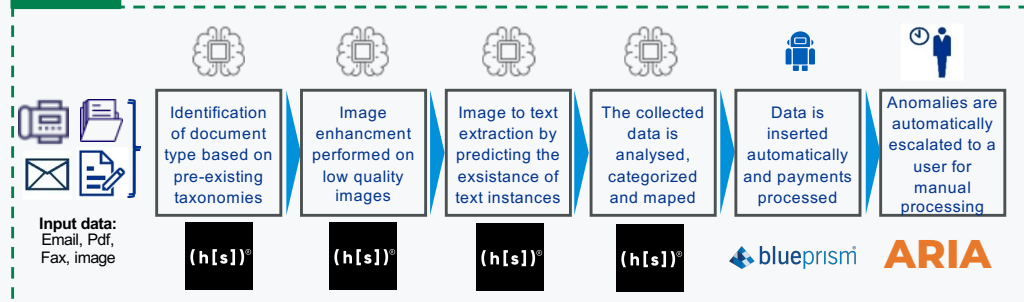 Input data:
Email, Pdf,
Fax, image
Identification
of document
type based on
pre-existing
taxonomies
(h[s])®
Image
enhancment
performed on
low quality
images
(h[s])®
Image to text
extraction by
predicting the
exsistance of
text instances
(h[s])®
The collected
data is
analysed,
categorized
and mapped
(h[s])®
Data is
inserted
automatically
and payments
processed
blueprism®
Anomalies are
automatically
escalated to a
user for
manual
processing
ARIA